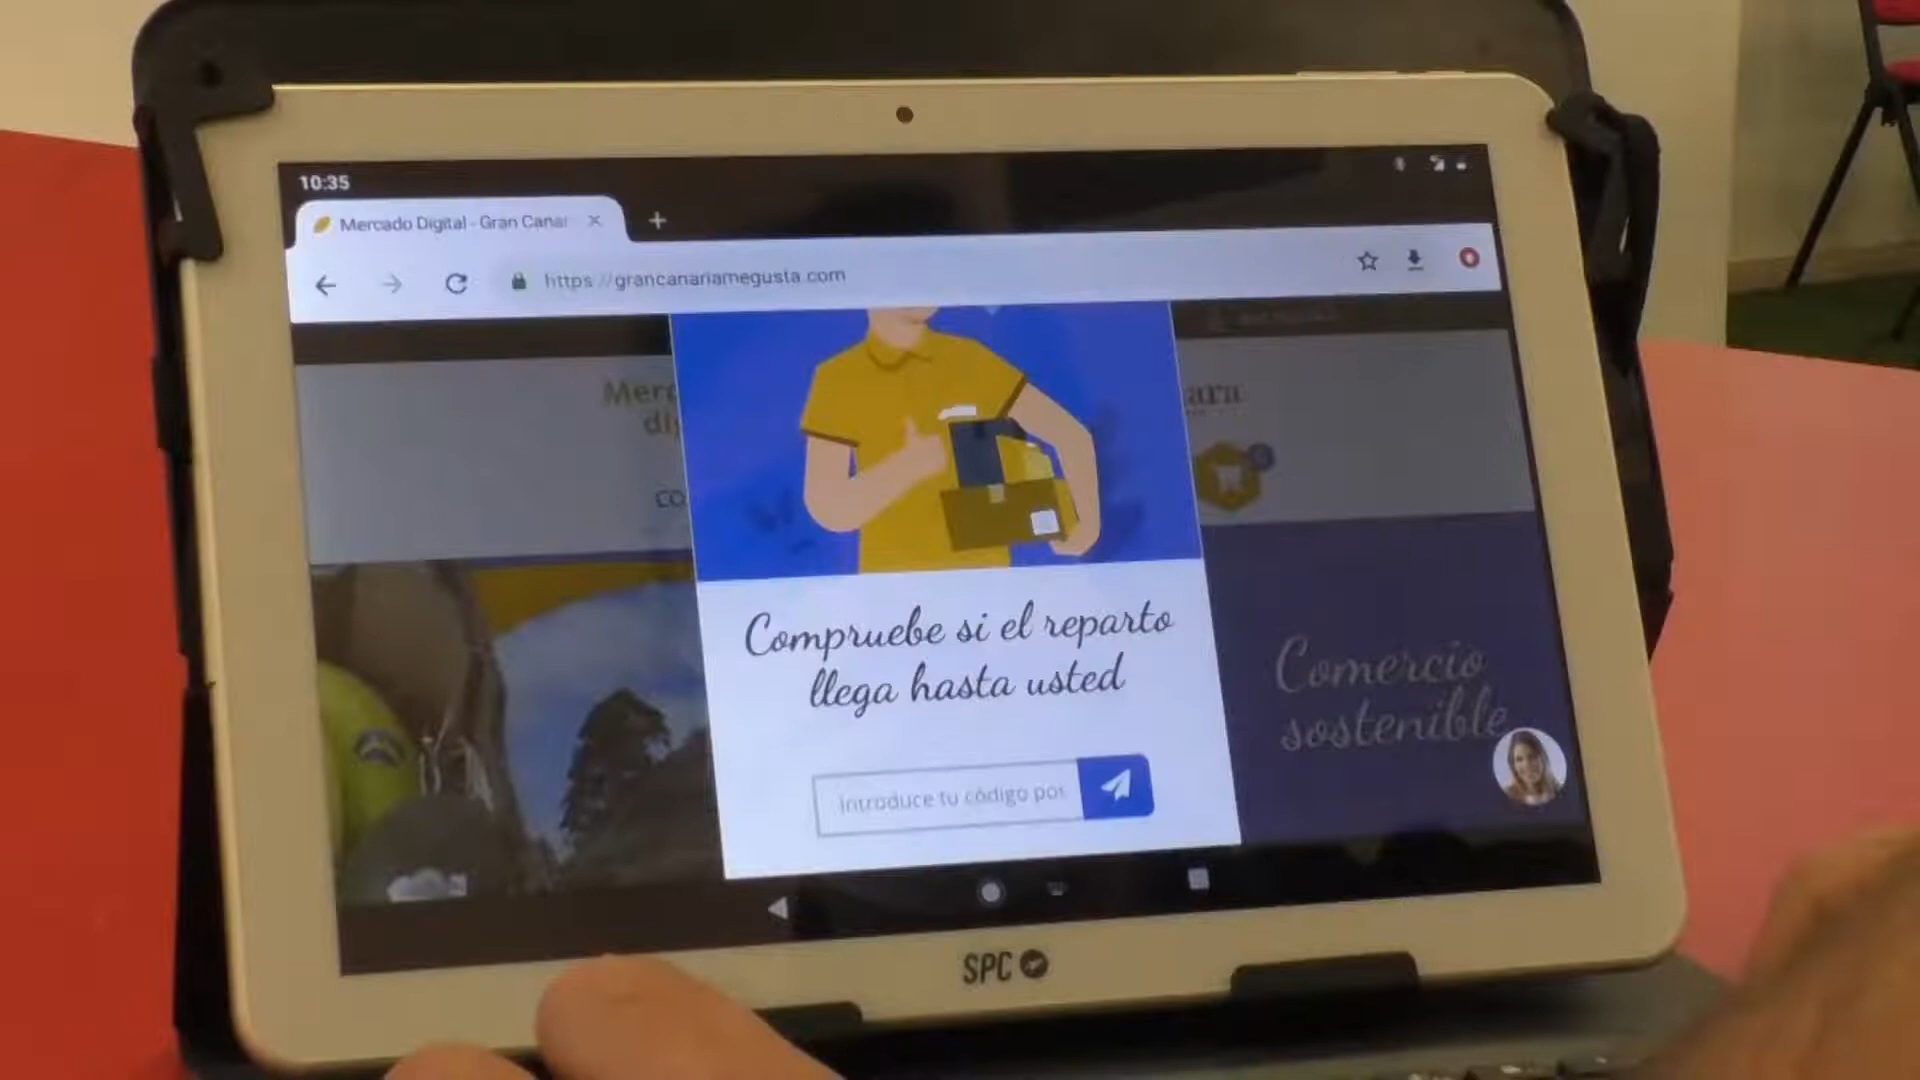 10:35
Mercado Digital - Gran Canar
https://grancanariamegusta.com
Compruebe si el reparto
llega hasta usted
Introduce tu código pos
Comercio
sostenible
SPC